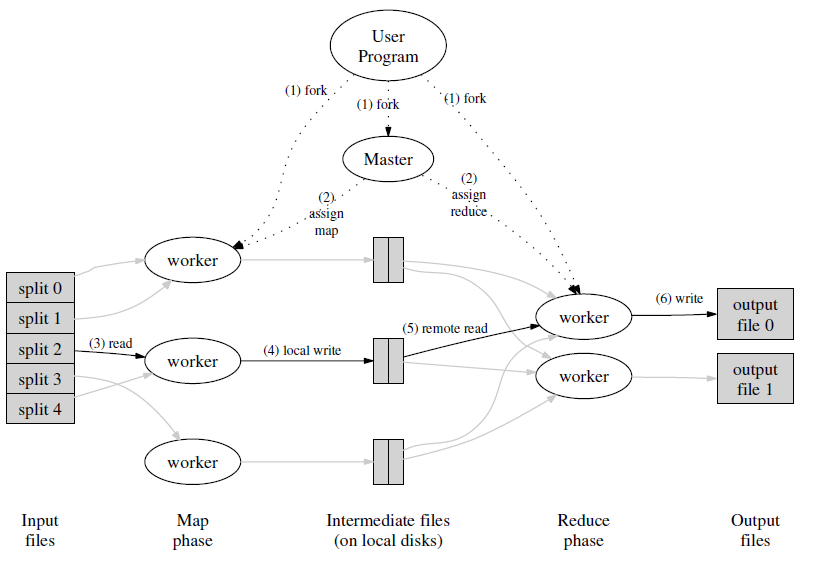 User
Program
(1) fork
(1) fork
(1) fork
Master
(2)
assign
map
(2)
assign
reduce
worker
split 0
split 1
split 2
split 3
split 4
(3) read
worker
(4) local write
worker
(5) remote read
worker
(6) write
output
file 0
worker
output
file 1
Input
files
Map
phase
Intermediate files
(on local disks)
Reduce
phase
Output
files